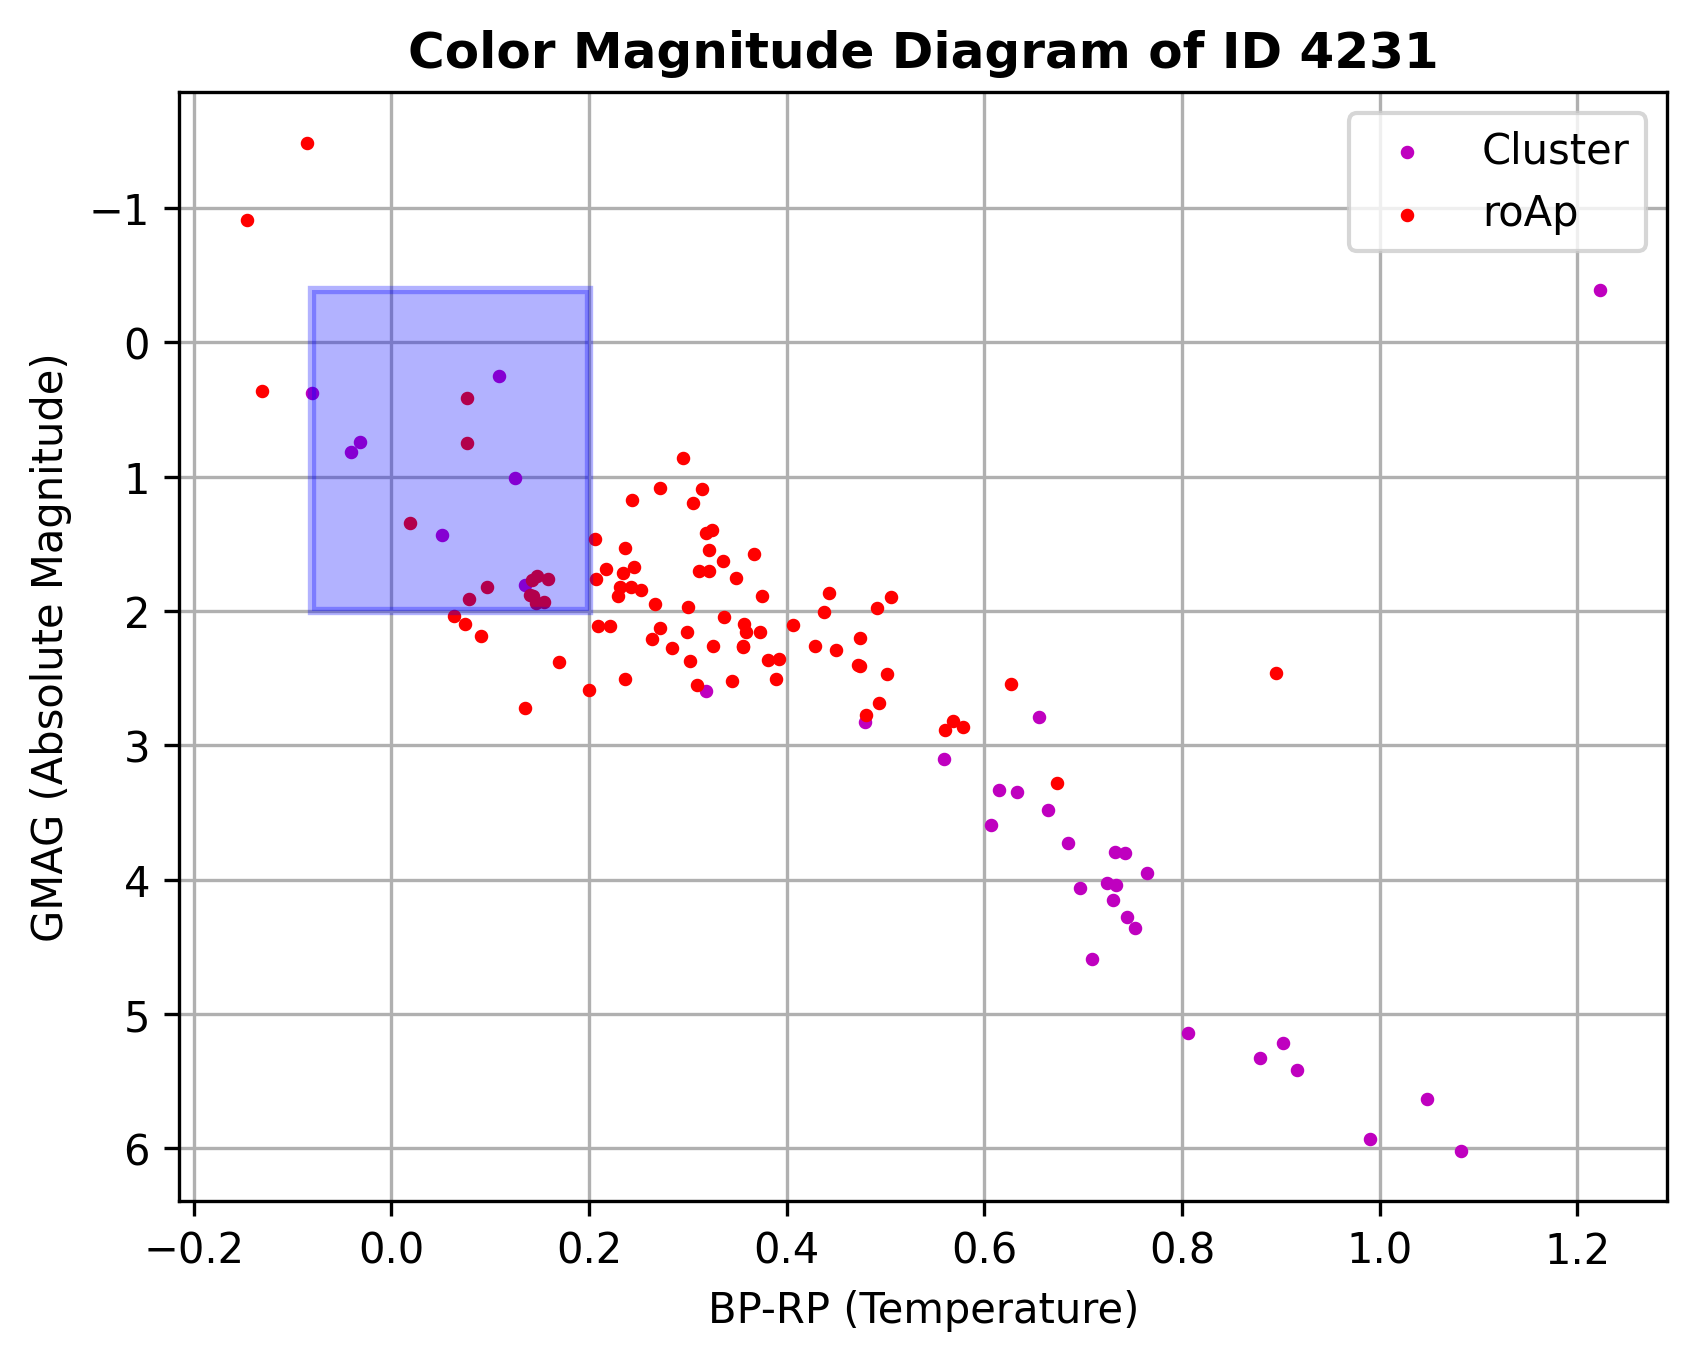 Color Magnitude Diagram of ID 4231
Cluster
roAp
GMAG (Absolute Magnitude)
−1
0
1
2
3
4
5
6
−0.2 0.0 0.2 0.4 0.6 0.8 1.0 1.2
BP-RP (Temperature)